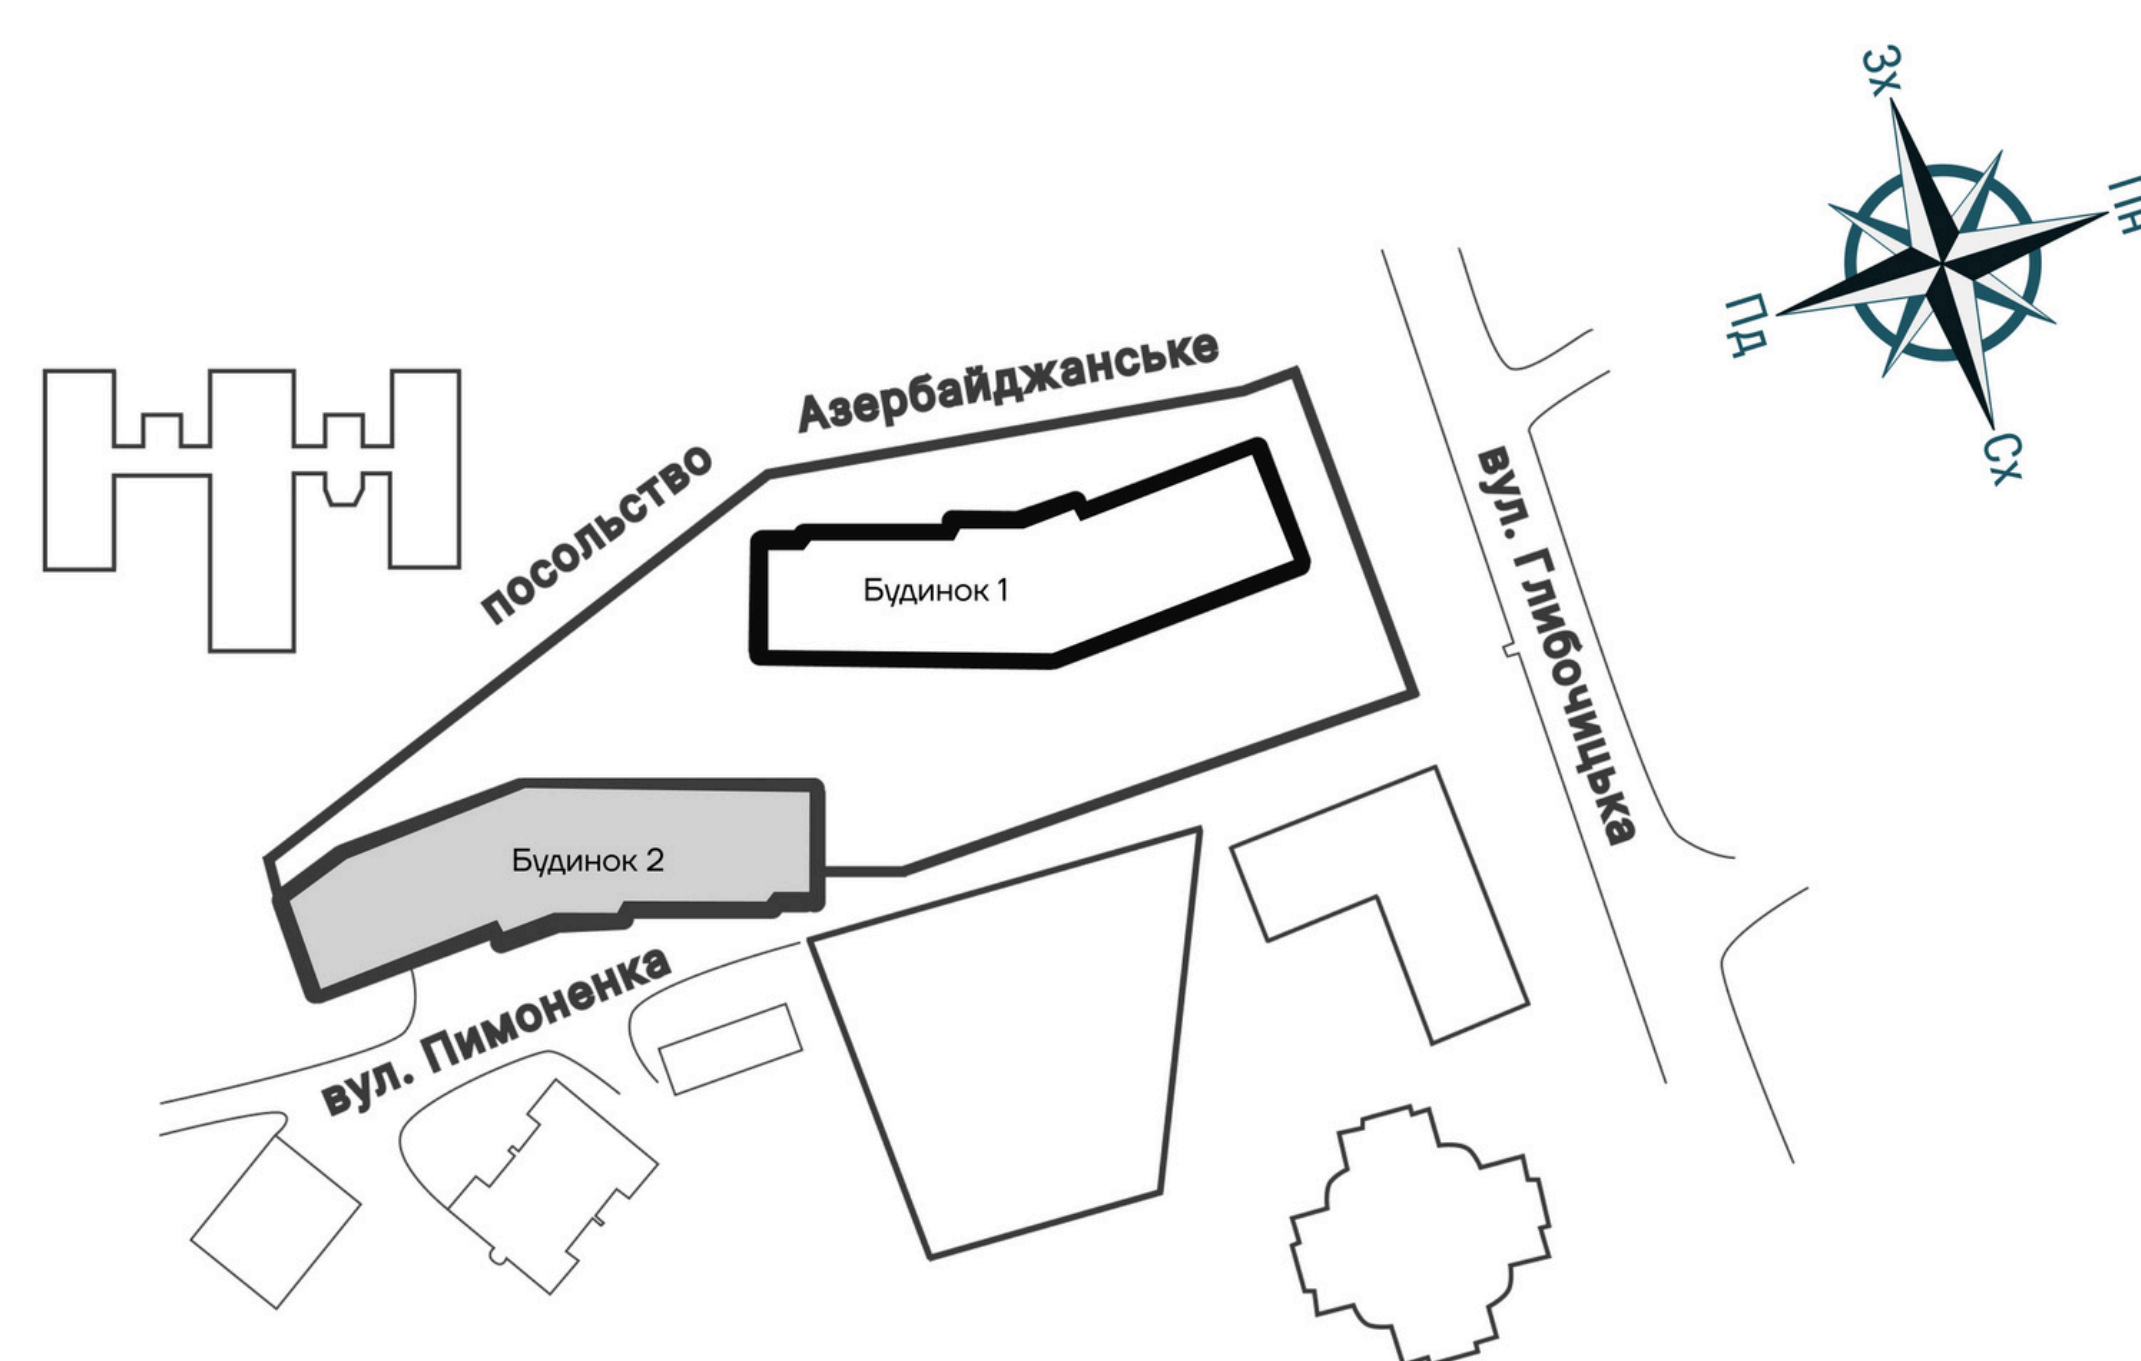 Зх
Пн
Пд
Сх
Азербайджанське
посольство
вул. Глибочицька
Будинок 1
Будинок 2
вул. Пимоненка